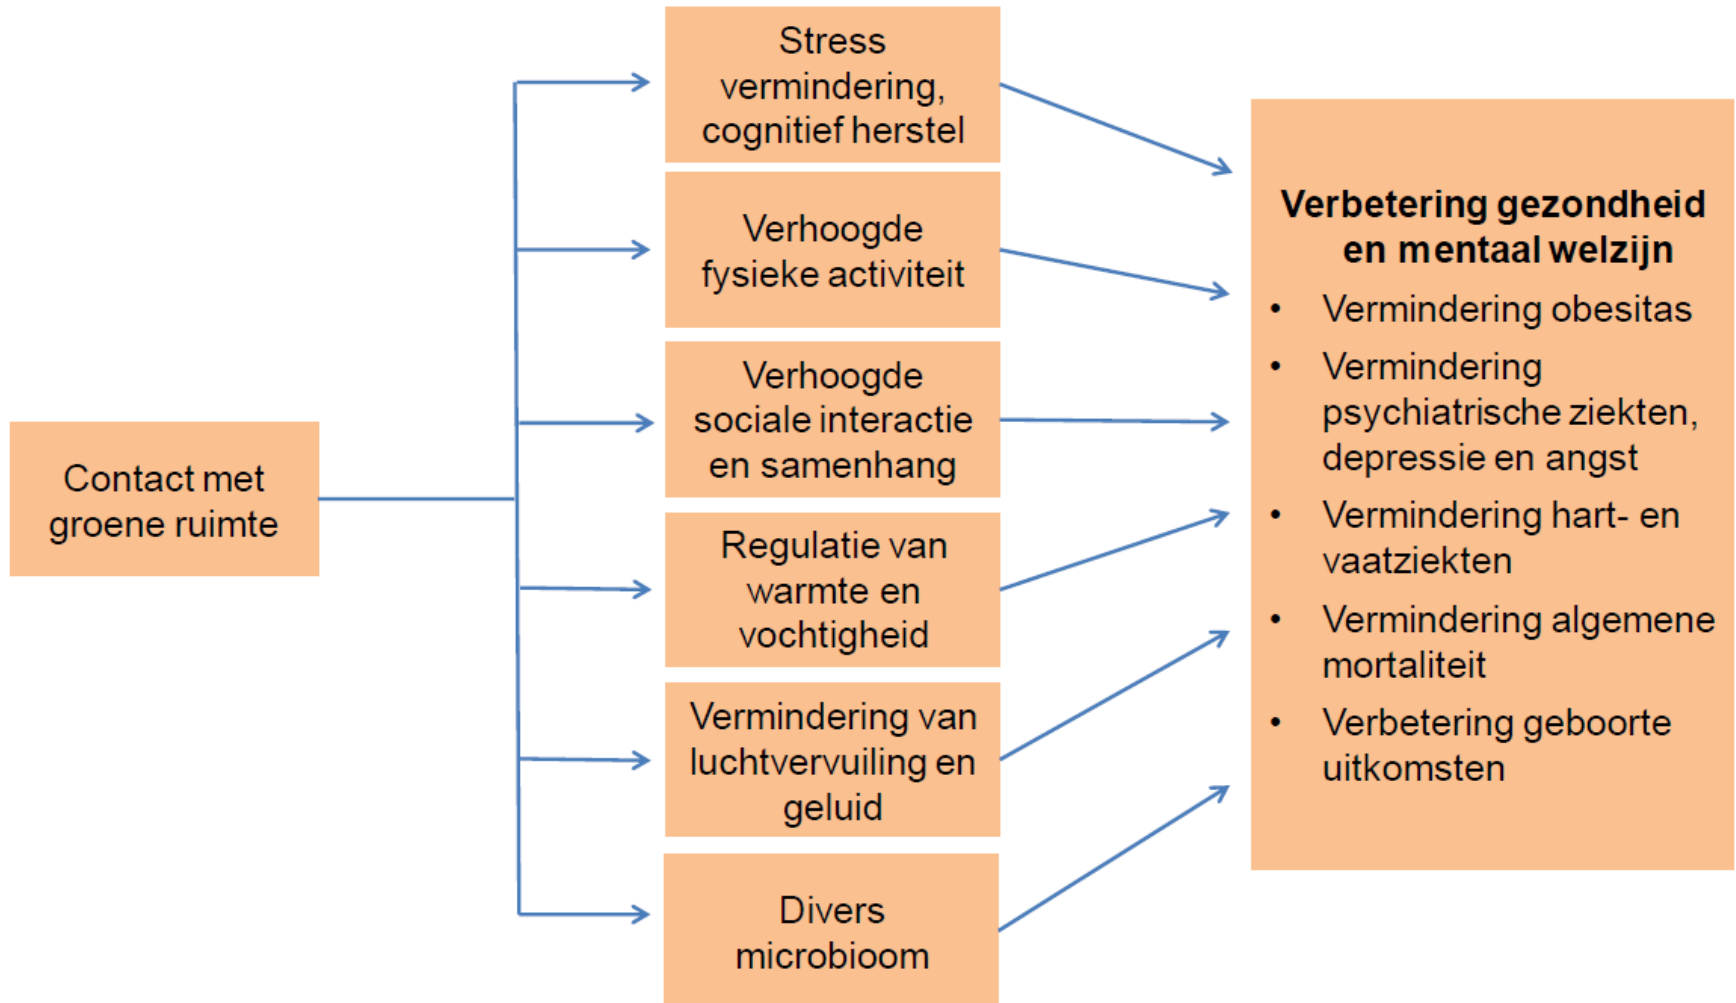 Contact met
groene ruimte
Stress
vermindering,
cognitief herstel
Verhoogde
fysieke activiteit
Verhoogde
sociale interactie
en samenhang
Regulatie van
warmte en
vochtigheid
Vermindering van
luchtvervuiling en
geluid
Divers
microbioom
Verbetering gezondheid
en mentaal welzijn
• Vermindering obesitas
• Vermindering
psychiatrische ziekten,
depressie en angst
• Vermindering hart- en
vaatziekten
• Vermindering algemene
mortaliteit
• Verbetering geboorte
uitkomsten